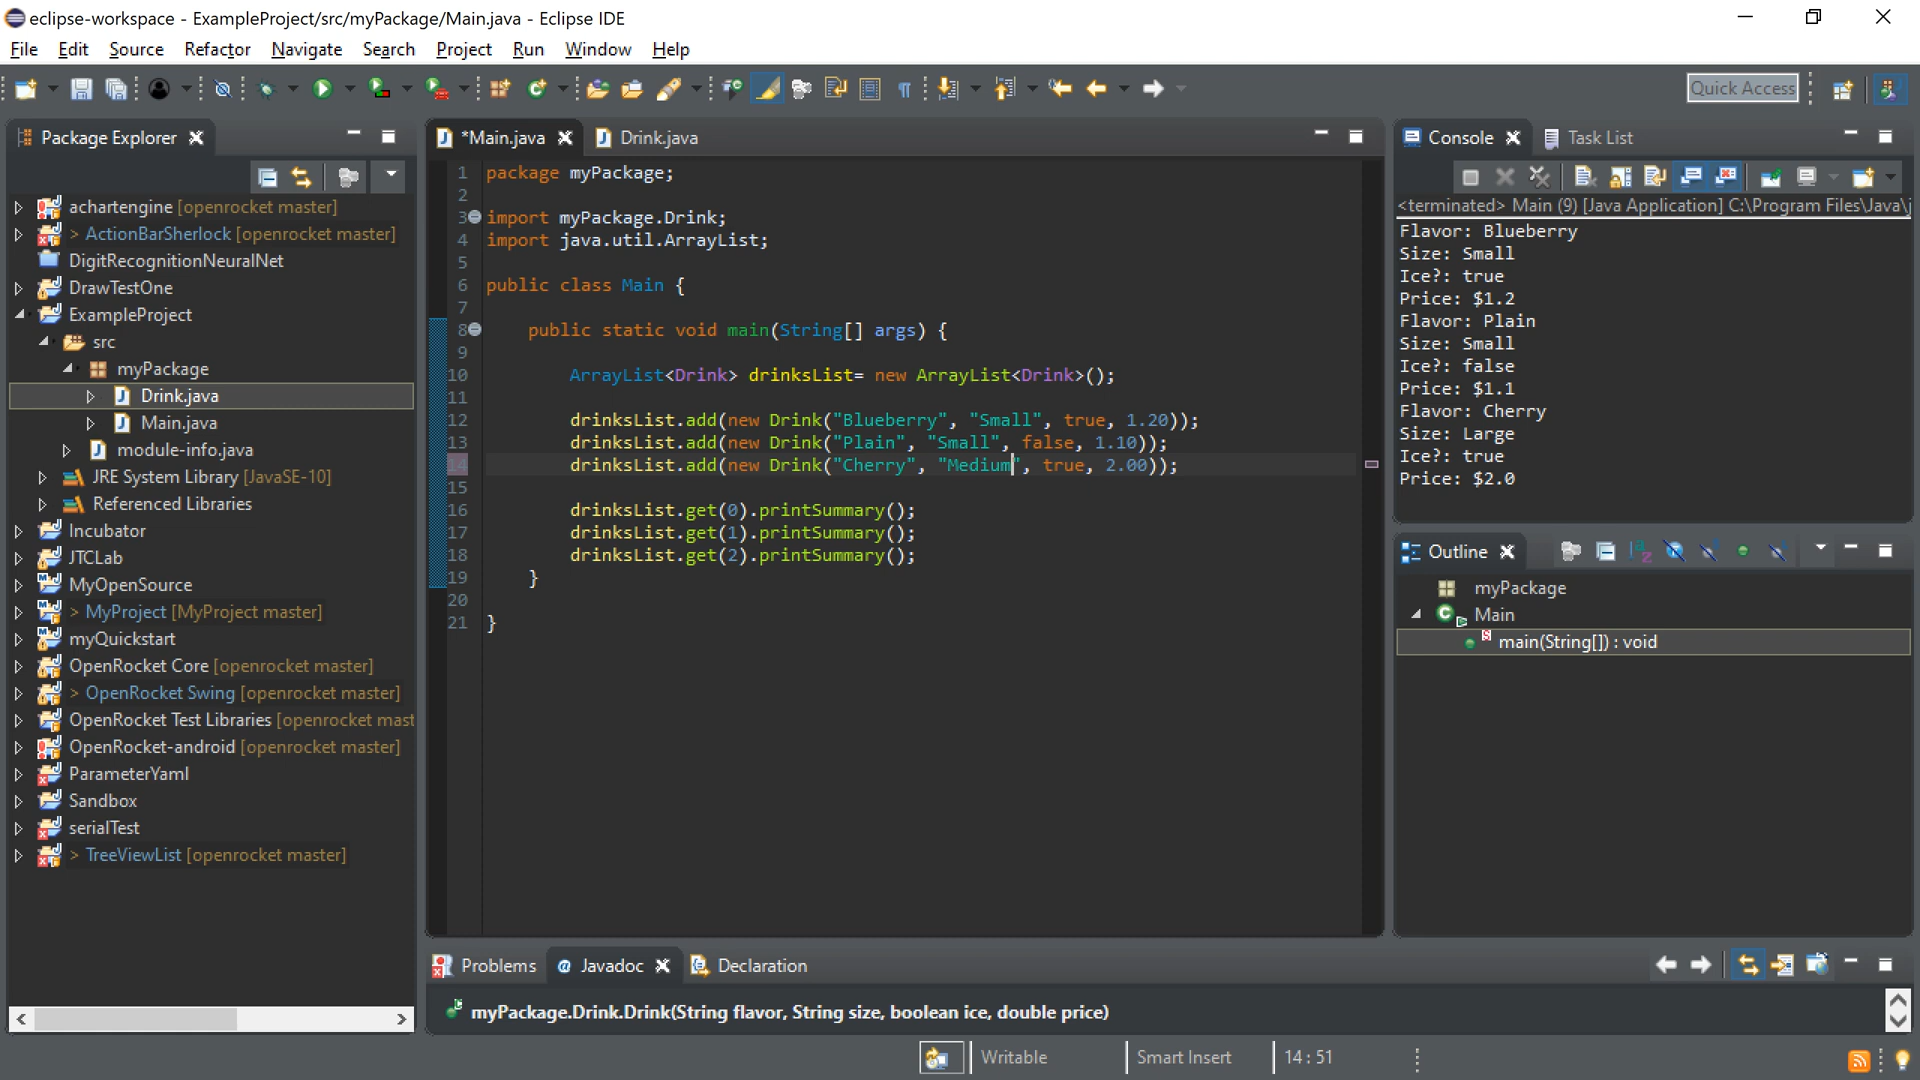 eclipse-workspace - ExampleProject/src/myPackage/Main.java - Eclipse IDE
File Edit Source Refactor Navigate Search Project Run Window Help
Quick Access
Package Explorer
achartengine [openrocket master]
> ActionBarSherlock [openrocket master]
DigitRecognitionNeuralNet
DrawTestOne
ExampleProject
src
myPackage
Drink.java
Main.java
module-info.java
JRE System Library [JavaSE-10]
Referenced Libraries
Incubator
JTCLab
MyOpenSource
> MyProject [MyProject master]
myQuickstart
OpenRocket Core [openrocket master]
> OpenRocket Swing [openrocket master]
OpenRocket Test Libraries [openrocket mast
OpenRocket-android [openrocket master]
ParameterYaml
Sandbox
serialTest
> TreeViewList [openrocket master]
*Main.java Drink.java
1 package myPackage;
2
3 import myPackage.Drink;
4 import java.util.ArrayList;
5
6 public class Main {
7
8 public static void main(String[] args) {
9
10 ArrayList<Drink> drinksList= new ArrayList<Drink>();
11
12 drinksList.add(new Drink("Blueberry", "Small", true, 1.20));
13 drinksList.add(new Drink("Plain", "Small", false, 1.10));
14 drinksList.add(new Drink("Cherry", "Medium", true, 2.00));
15
16 drinksList.get(0).printSummary();
17 drinksList.get(1).printSummary();
18 drinksList.get(2).printSummary();
19 }
20
21 }
Console Task List
<terminated> Main (9) [Java Application] C:\Program Files\Java\j
Flavor: Blueberry
Size: Small
Ice?: true
Price: $1.2
Flavor: Plain
Size: Small
Ice?: false
Price: $1.1
Flavor: Cherry
Size: Large
Ice?: true
Price: $2.0
Outline
myPackage
Main
main(String[]) : void
Problems @ Javadoc Declaration
myPackage.Drink.Drink(String flavor, String size, boolean ice, double price)
Writable Smart Insert 14 : 51